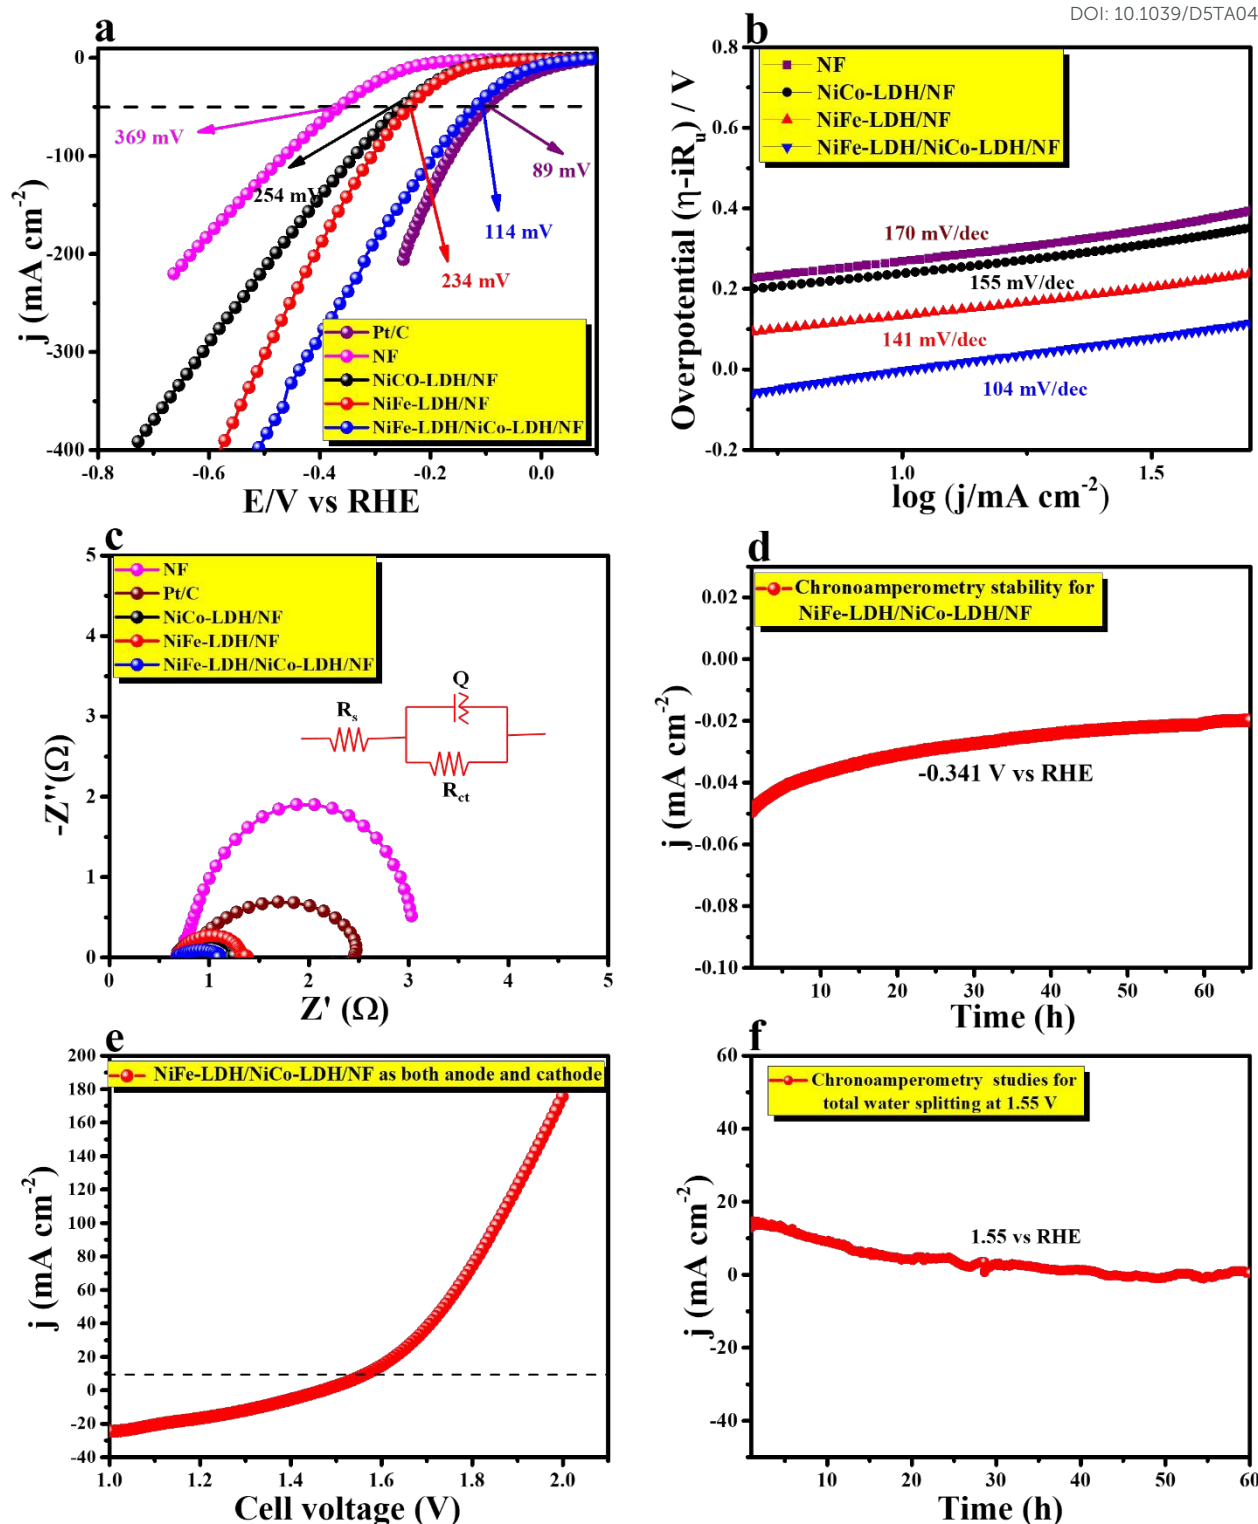 DOI: 10.1039/D5TA04
a
0
-100
-200
-300
-400
-0.8
-0.6
-0.4
-0.2
0.0
j (mA cm-2)
E/V vs RHE
369 mV
254 mV
89 mV
114 mV
234 mV
Pt/C
NF
NiCO-LDH/NF
NiFe-LDH/NF
NiFe-LDH/NiCo-LDH/NF
b
0.8
0.6
0.4
0.2
0.0
-0.2
1.0
1.5
Overpotential (η-iRu) / V
log (j/mA cm-2)
NF
NiCo-LDH/NF
NiFe-LDH/NF
NiFe-LDH/NiCo-LDH/NF
170 mV/dec
155 mV/dec
141 mV/dec
104 mV/dec
c
5
4
3
2
1
0
0
1
2
3
4
5
-Z''(Ω)
Z' (Ω)
NF
Pt/C
NiCo-LDH/NF
NiFe-LDH/NF
NiFe-LDH/NiCo-LDH/NF
Rs
Q
Rct
d
0.02
0.00
-0.02
-0.04
-0.06
-0.08
-0.10
10
20
30
40
50
60
j (mA cm-2)
Time (h)
Chronoamperometry stability for
NiFe-LDH/NiCo-LDH/NF
-0.341 V vs RHE
e
200
180
160
140
120
100
80
60
40
20
0
-20
-40
1.0
1.2
1.4
1.6
1.8
2.0
j (mA cm-2)
Cell voltage (V)
NiFe-LDH/NiCo-LDH/NF as both anode and cathode
f
60
40
20
0
-20
-40
10
20
30
40
50
60
j (mA cm-2)
Time (h)
Chronoamperometry studies for
total water splitting at 1.55 V
1.55 vs RHE